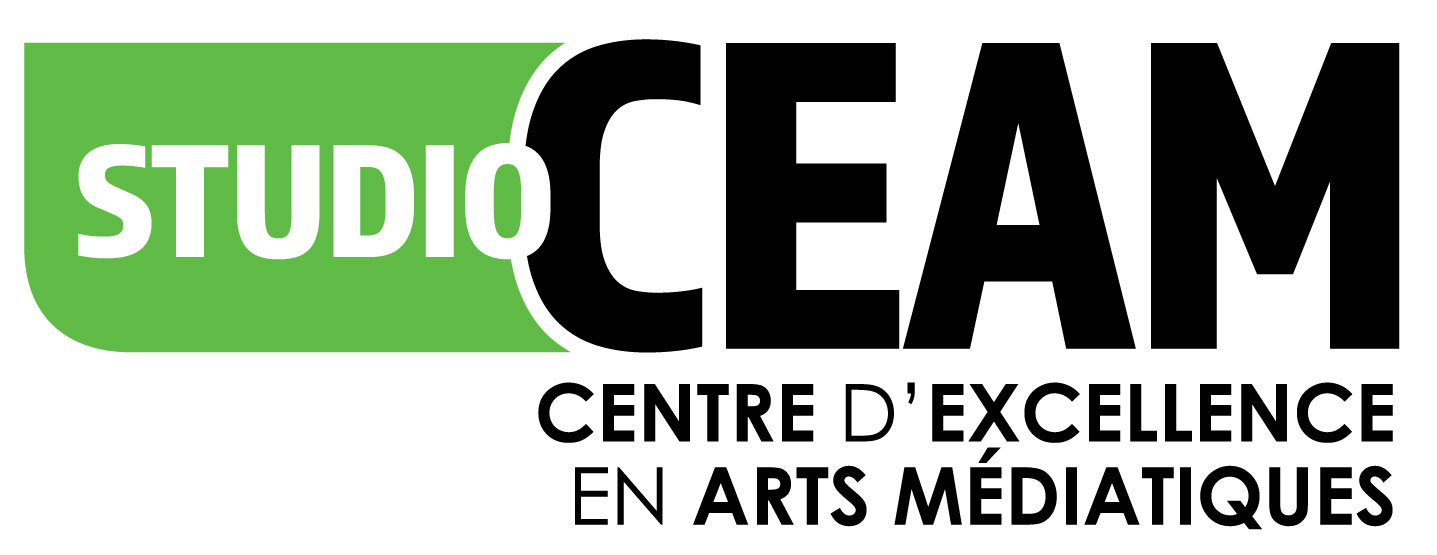 STUDIO CEAM
CENTRE D'EXCELLENCE
EN ARTS MÉDIATIQUES